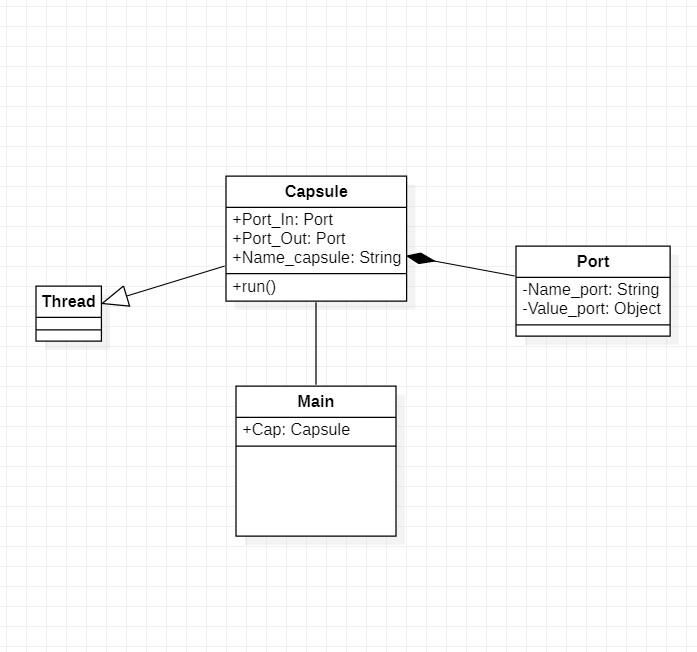 Capsule
+Port_In: Port
+Port_Out: Port
+Name_capsule: String
+run()
Port
-Name_port: String
-Value_port: Object
Thread
Main
+Cap: Capsule